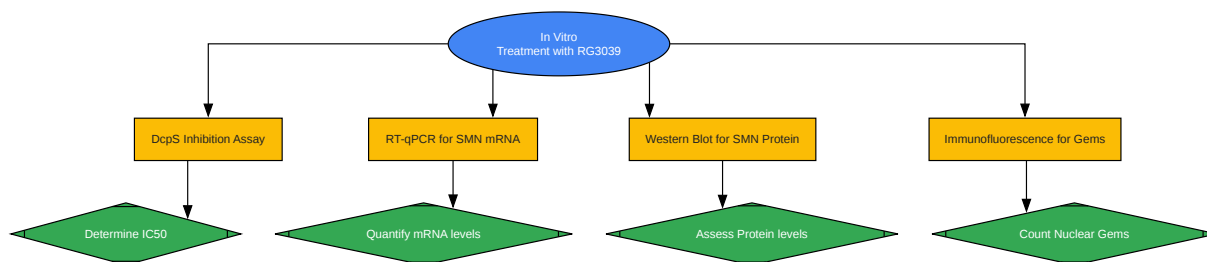 In Vitro
Treatment with RG3039
DcpS Inhibition Assay
RT-qPCR for SMN mRNA
Western Blot for SMN Protein
Immunofluorescence for Gems
Determine IC50
Quantify mRNA levels
Assess Protein levels
Count Nuclear Gems